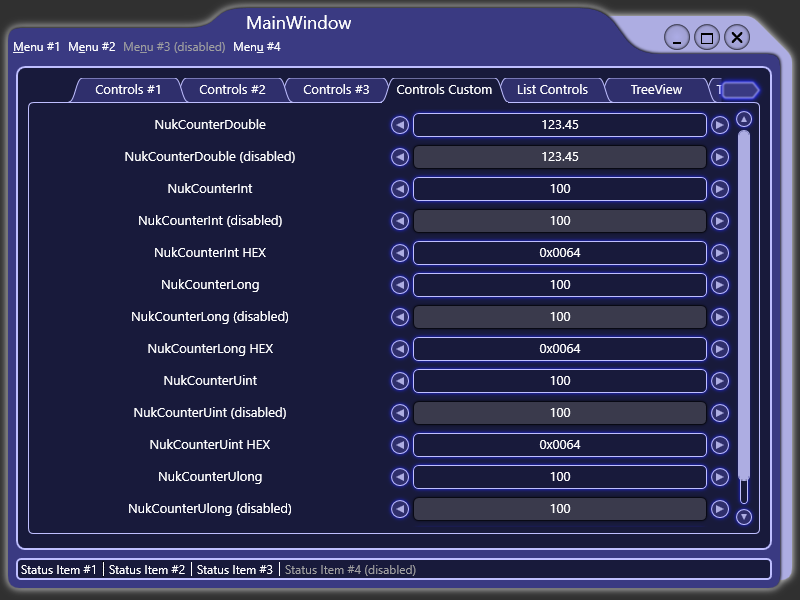 MainWindow
Menu #1 Menu #2 Menu #3 (disabled) Menu #4
Controls #1 Controls #2 Controls #3 Controls Custom List Controls TreeView
NukCounterDouble 123.45
NukCounterDouble (disabled) 123.45
NukCounterInt 100
NukCounterInt (disabled) 100
NukCounterInt HEX 0x0064
NukCounterLong 100
NukCounterLong (disabled) 100
NukCounterLong HEX 0x0064
NukCounterUint 100
NukCounterUint (disabled) 100
NukCounterUint HEX 0x0064
NukCounterUlong 100
NukCounterUlong (disabled) 100
Status Item #1 Status Item #2 Status Item #3 Status Item #4 (disabled)